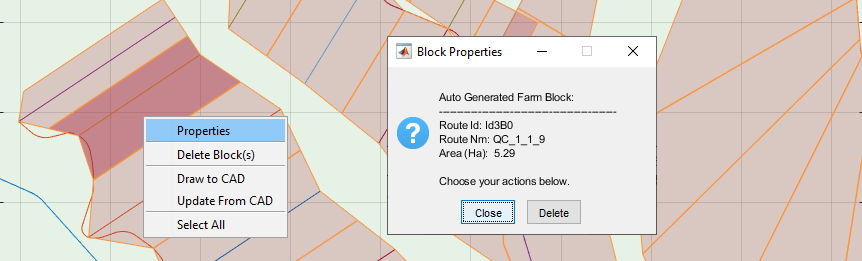 Block Properties
Auto Generated Farm Block:
------------------------------------------------
Route Id: Id3B0
Route Nm: QC_1_1_9
Area (Ha): 5.29
Choose your actions below.
Close
Delete
Properties
Delete Block(s)
Draw to CAD
Update From CAD
Select All